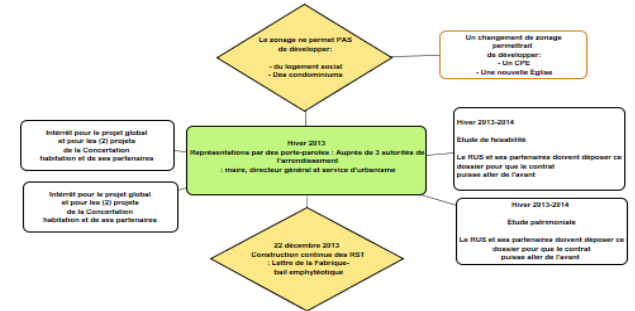 Le zonage ne permet PAS
de développer:
- du logement social
- Des condominiums
Un changement de zonage
permettrait
de développer:
- Un CPE
- Une nouvelle Église
Intérrêt pour le projet global
et pour les (2) projets
de la Concertation
habitation et de ses partenaires
Hiver 2013
Représentations par des porte-paroles : Auprès de 3 autorités de
l'arrondissement
: maire, directeur général et service d'urbanisme
Hiver 2013-2014
Étude de faisabilité
Le RUS et ses partenaires doivent déposer ce
dossier pour que le contrat
puisse aller de l'avant
Intérrêt pour le projet global
et pour les (2) projets
de la Concertation
habitation et de ses partenaires
Hiver 2013-2014
Étude patrimoniale
Le RUS et ses partenaires doivent déposer ce
dossier pour que le contrat
puisse aller de l'avant
22 décembre 2013
Construction continue des RST
: Lettre de la Fabrique-
bail emphytéotique